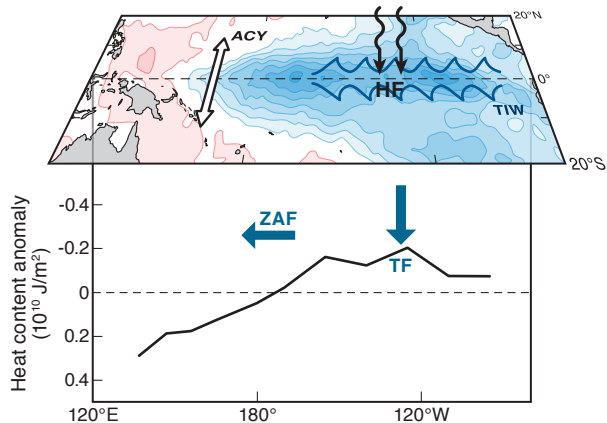 20°N
ACY
HF
0°
TIW
20°S
Heat content anomaly
(10¹⁰ J/m²)
-0.4
-0.2
0
0.2
0.4
ZAF
TF
120°E
180°
120°W